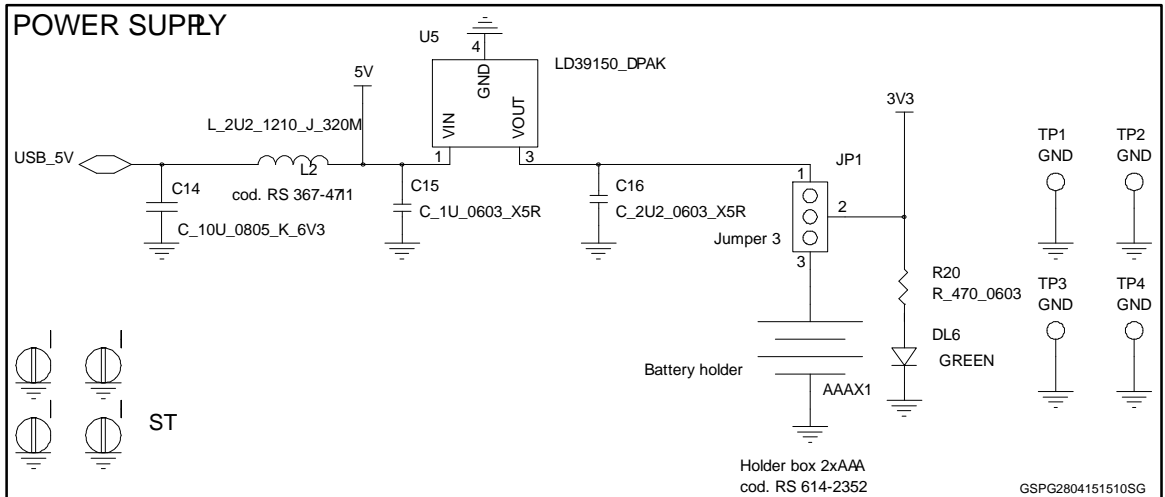 POWER SUPPLY
U5
4
LD39150_DPAK
GND
5V
VIN
VOUT
3V3
L_2U2_1210_J_320M
TP1
GND
TP2
GND
USB_5V
1
3
JP1
L2
C14
cod. RS 367-4711
C15
C16
1
C_1U_0603_X5R
C_2U2_0603_X5R
2
C_10U_0805_K_6V3
Jumper 3
3
R20
R_470_0603
TP3
GND
TP4
GND
DL6
GREEN
Battery holder
AAAX1
ST
Holder box 2xAAA
cod. RS 614-2352
GSPG2804151510SG